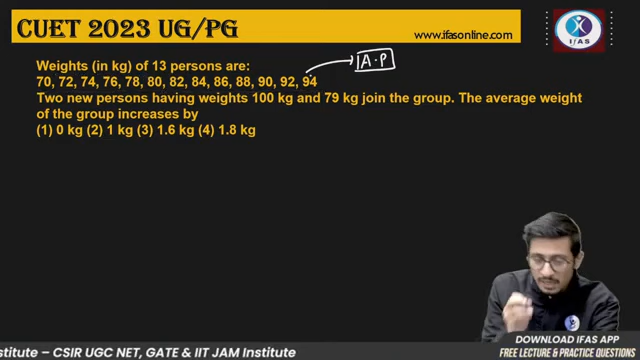 CUET 2023 UG/PG
www.ifasonline.com
IFAS
Weights (in kg) of 13 persons are:
A.P
70, 72, 74, 76, 78, 80, 82, 84, 86, 88, 90, 92, 94
Two new persons having weights 100 kg and 79 kg join the group. The average weight
of the group increases by
(1) 0 kg (2) 1 kg (3) 1.6 kg (4) 1.8 kg
DOWNLOAD IFAS APP
stitute – CSIR UGC NET, GATE & IIT JAM Institute
FREE LECTURE & PRACTICE QUESTIONS